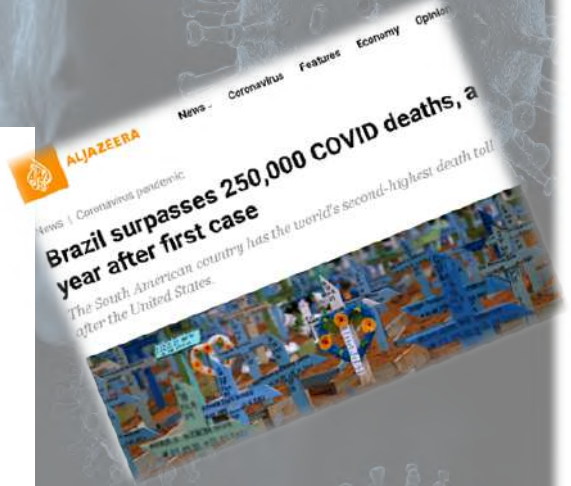 News Coronavirus Features Economy Opinion
ALJAZEERA
News | Coronavirus pandemic
Brazil surpasses 250,000 COVID deaths, a
year after first case
The South American country has the world's second-highest death toll
after the United States.